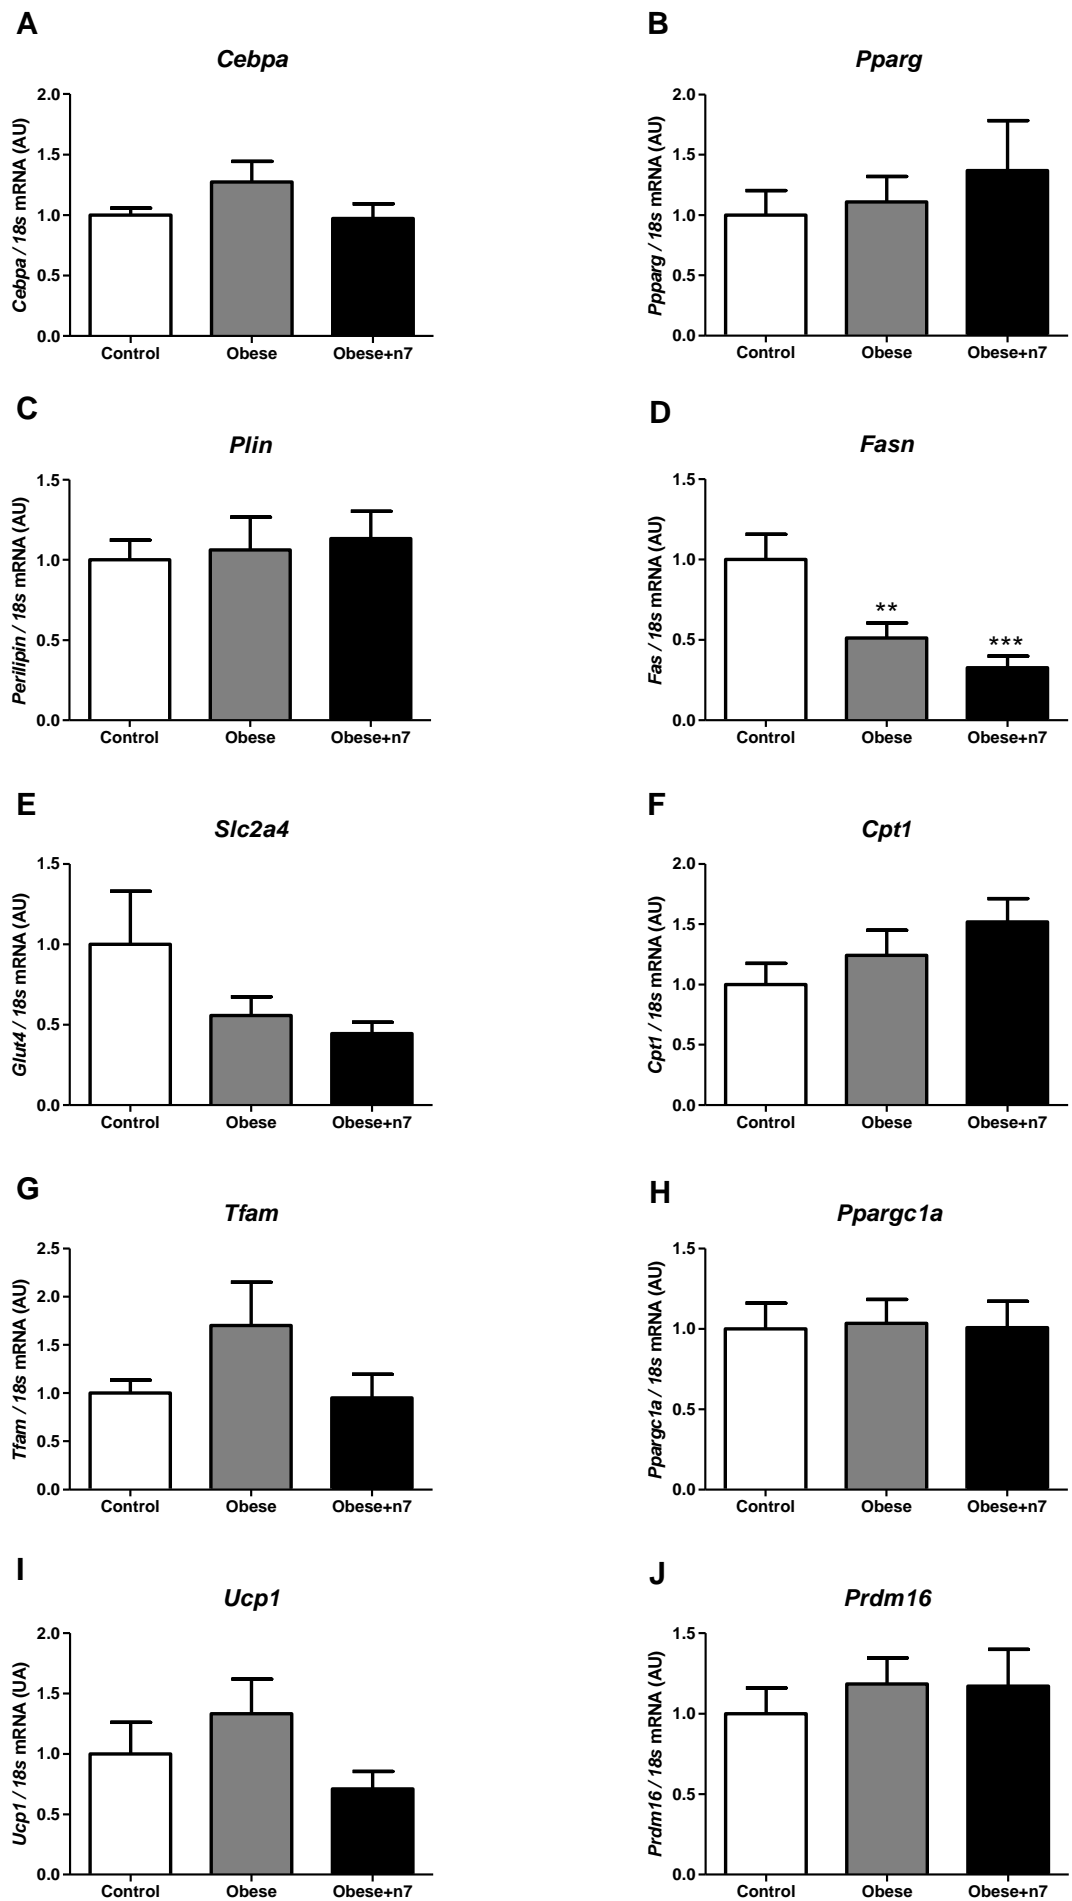 A
Cebpa
Cebpa / 18s mRNA (AU)
2.0
1.5
1.0
0.5
0.0
Control Obese Obese+n7
B
Pparg
Ppparg / 18s mRNA (AU)
2.0
1.5
1.0
0.5
0.0
Control Obese Obese+n7
C
Plin
Perilipin / 18s mRNA (AU)
1.5
1.0
0.5
0.0
Control Obese Obese+n7
D
Fasn
Fas / 18s mRNA (AU)
1.5
1.0
0.5
0.0
**
***
Control Obese Obese+n7
E
Slc2a4
Glut4 / 18s mRNA (AU)
1.5
1.0
0.5
0.0
Control Obese Obese+n7
F
Cpt1
Cpt1 / 18s mRNA (AU)
2.0
1.5
1.0
0.5
0.0
Control Obese Obese+n7
G
Tfam
Tfam / 18s mRNA (AU)
2.5
2.0
1.5
1.0
0.5
0.0
Control Obese Obese+n7
H
Ppargc1a
Ppargc1a / 18s mRNA (AU)
1.5
1.0
0.5
0.0
Control Obese Obese+n7
I
Ucp1
Ucp1 / 18s mRNA (UA)
2.0
1.5
1.0
0.5
0.0
Control Obese Obese+n7
J
Prdm16
Prdm16 / 18s mRNA (AU)
1.5
1.0
0.5
0.0
Control Obese Obese+n7